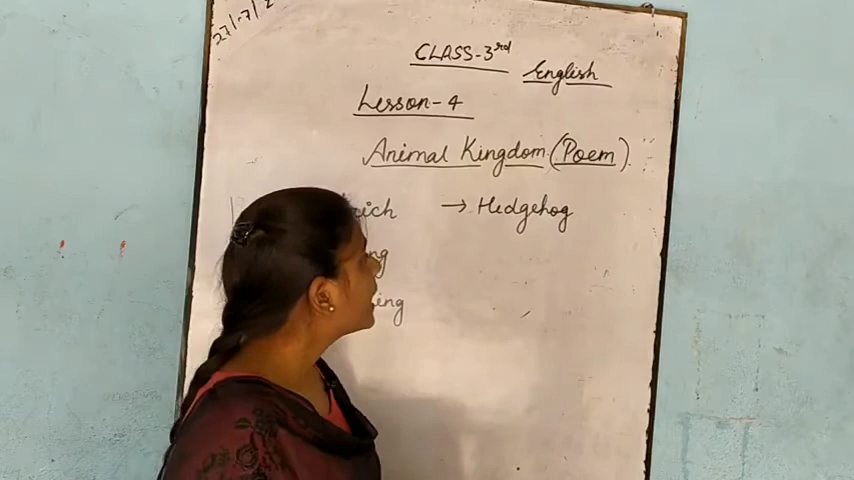 27/7/2
CLASS-3rd
English
Lesson-4
Animal Kingdom (Poem)
→ Hedgehog